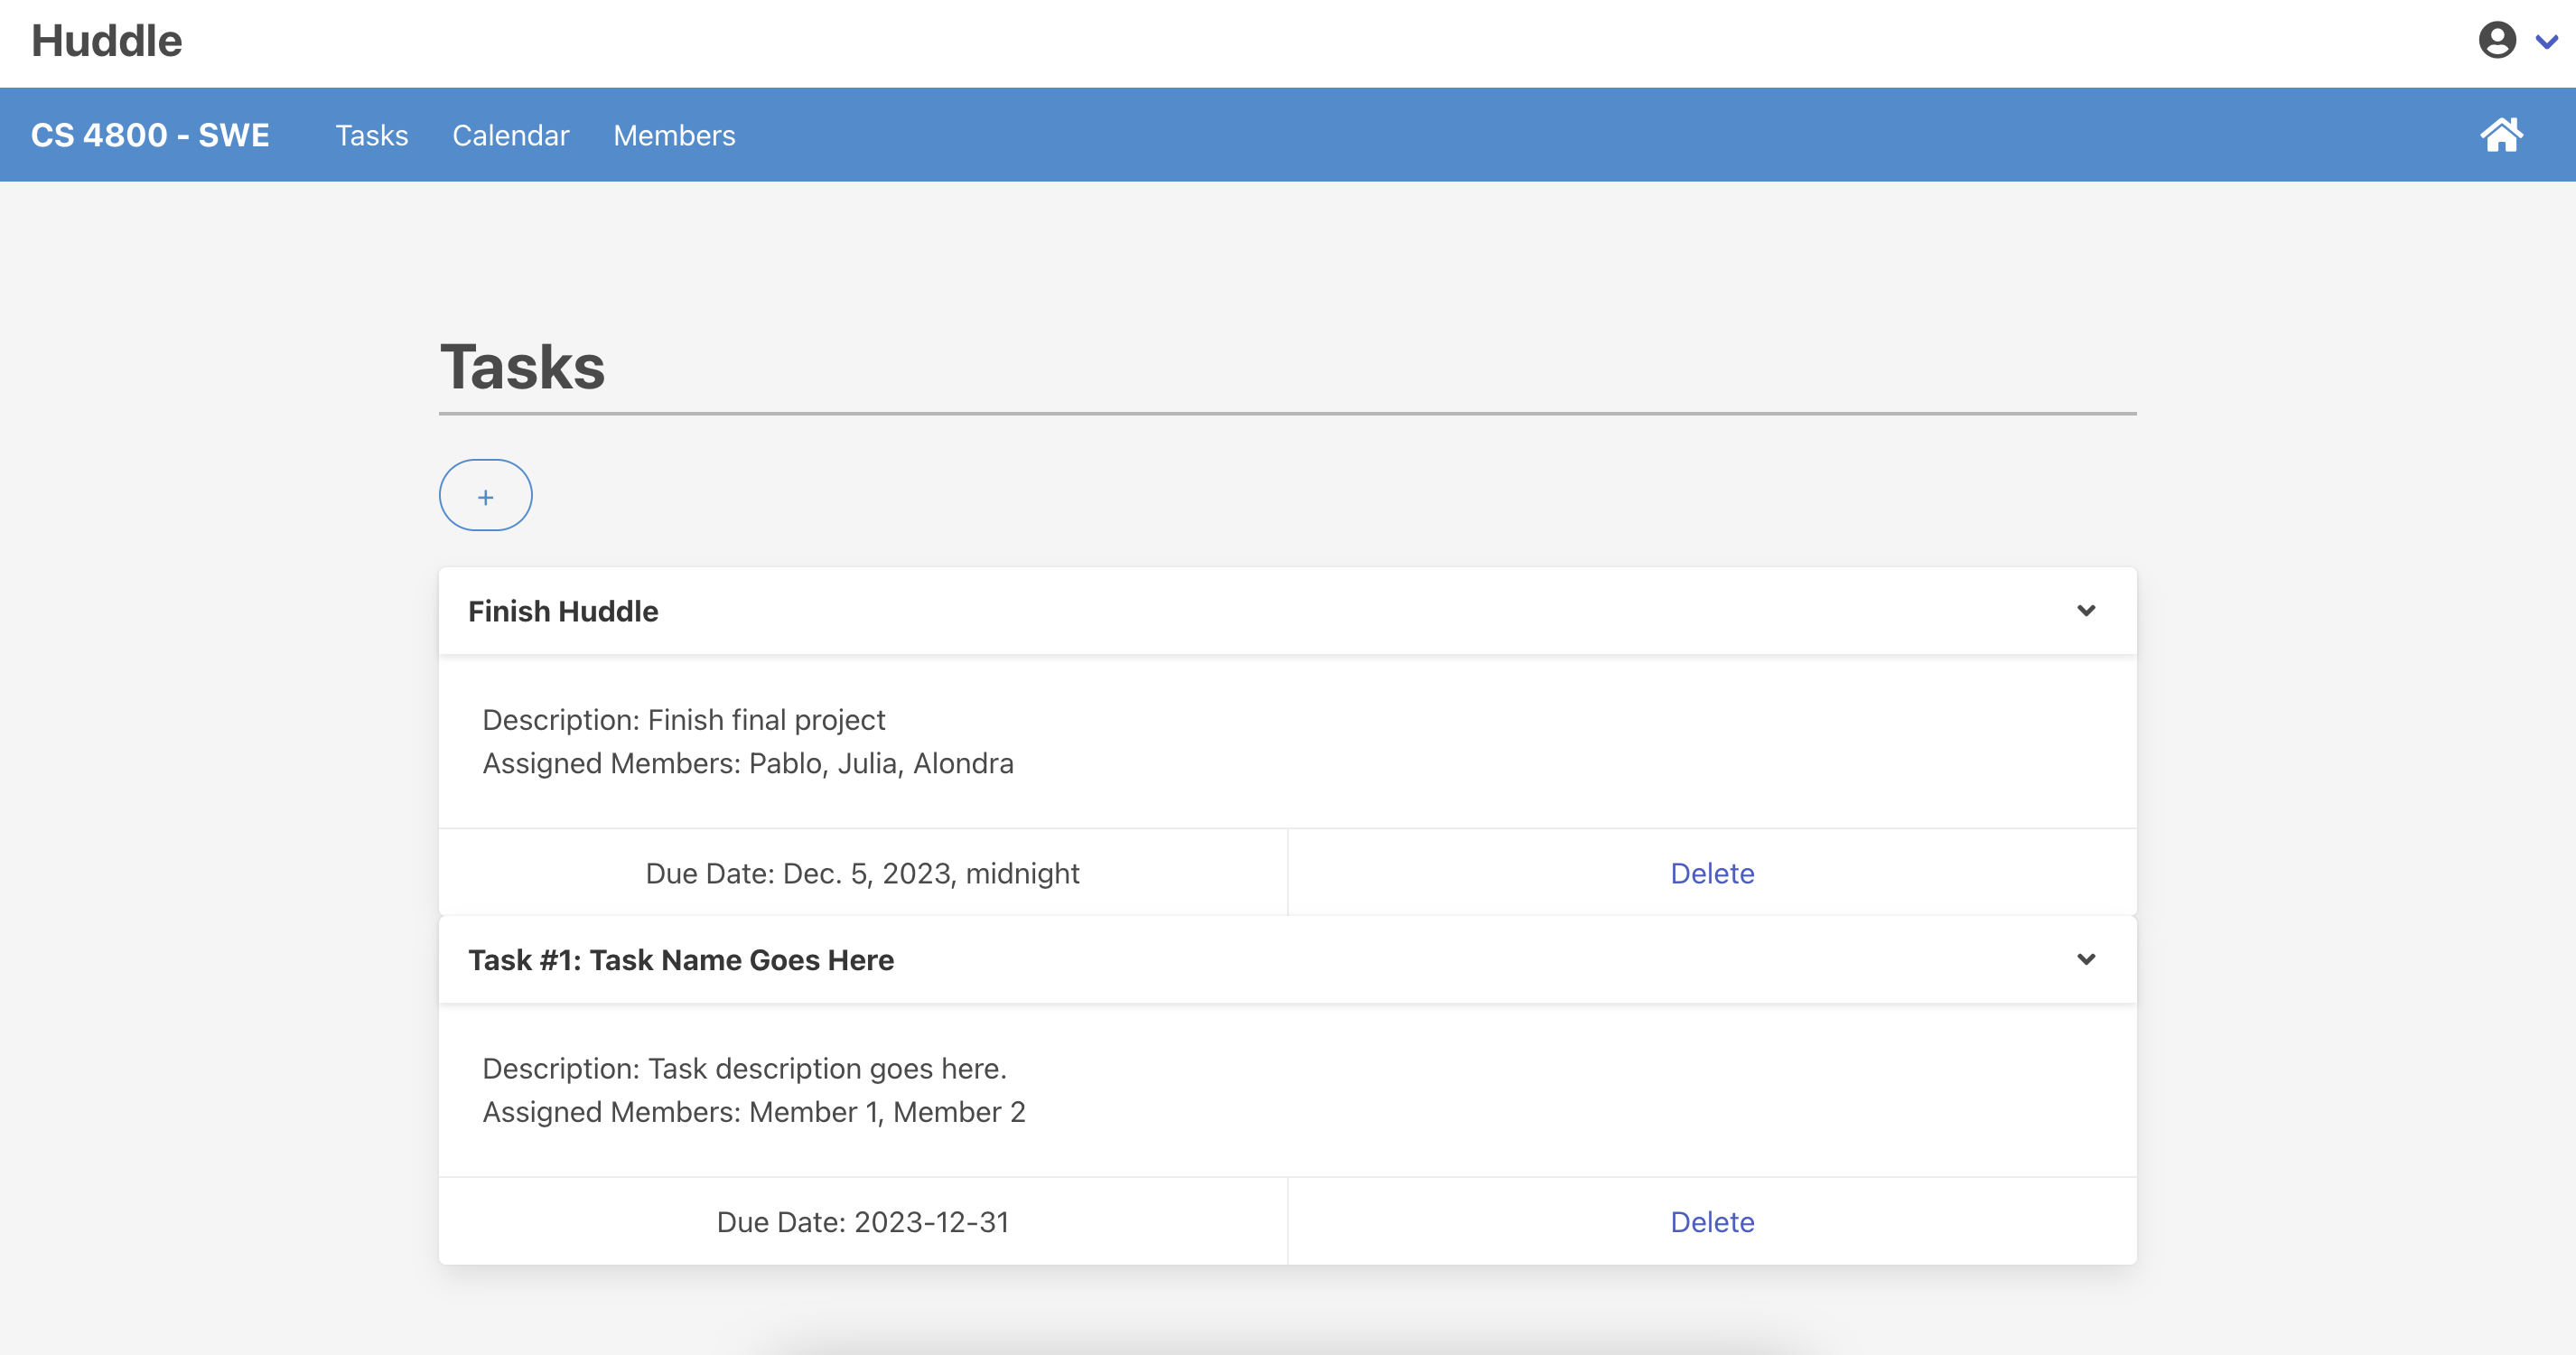 Huddle
CS 4800 - SWE Tasks Calendar Members
Tasks
+
Finish Huddle
Description: Finish final project
Assigned Members: Pablo, Julia, Alondra
Due Date: Dec. 5, 2023, midnight Delete
Task #1: Task Name Goes Here
Description: Task description goes here.
Assigned Members: Member 1, Member 2
Due Date: 2023-12-31 Delete